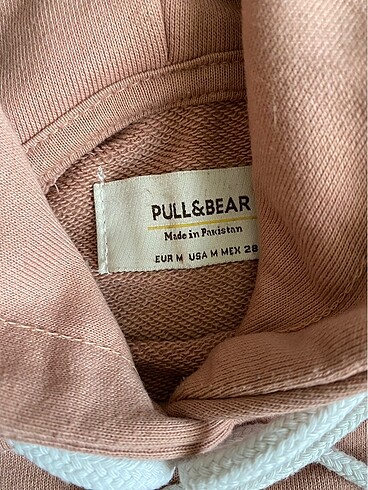 PULL&BEAR
Made in Pakistan
EUR M USA M MEX 28